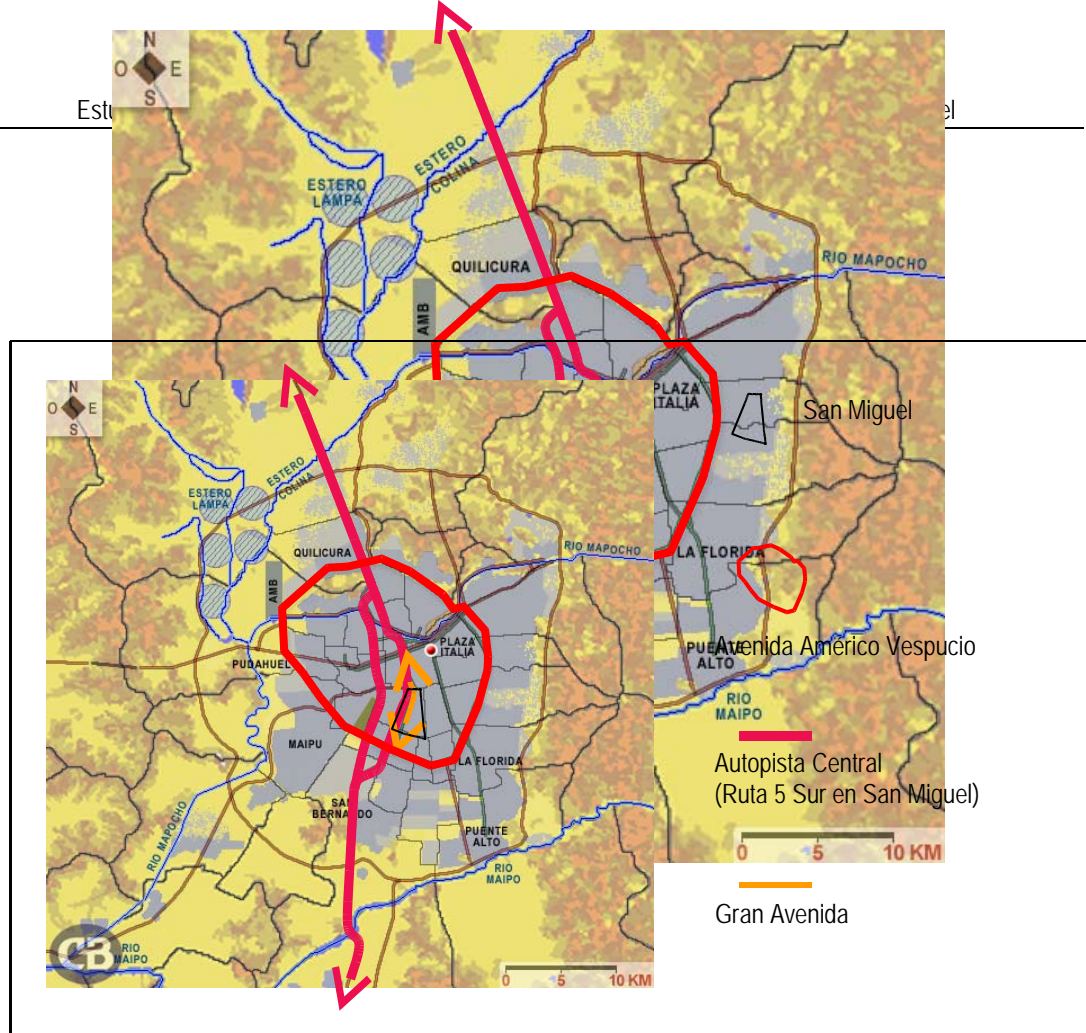 N
O E
S
Estu
el
ESTERO
COLINA
ESTERO
LAMPA
QUILICURA
RIO MAPOCHO
AMB
PLAZA
ITALIA
San Miguel
LA FLORIDA
Avenida Américo Vespucio
PUENTE
ALTO
RIO
MAIPO
Autopista Central
(Ruta 5 Sur en San Miguel)
0 5 10 KM
Gran Avenida
N
O E
S
ESTERO
COLINA
ESTERO
LAMPA
QUILICURA
RIO MAPOCHO
AMB
PLAZA
ITALIA
PUDAHUEL
MAIPU
LA FLORIDA
SAN
BERNARDO
PUENTE
ALTO
RIO MAPOCHO
RIO
MAIPO
CB
RIO
MAIPO
0 5 10 KM